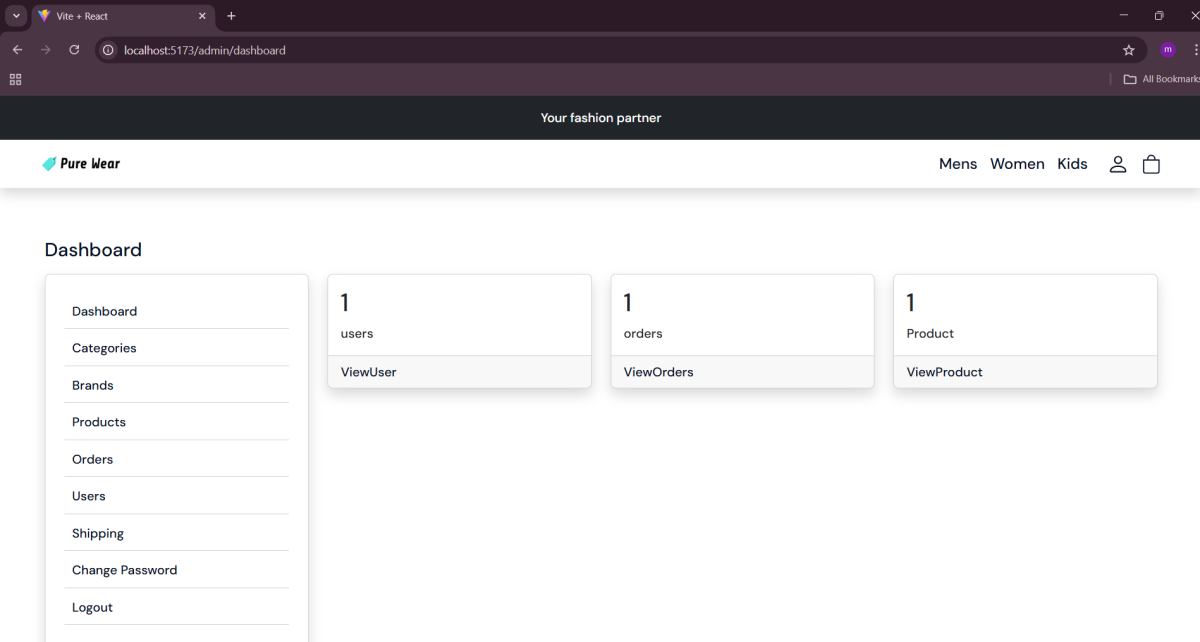 Vite + React
localhost:5173/admin/dashboard
m
All Bookmarks
Your fashion partner
Pure Wear
Mens Women Kids
Dashboard
Dashboard
Categories
Brands
Products
Orders
Users
Shipping
Change Password
Logout
1
users
ViewUser
1
orders
ViewOrders
1
Product
ViewProduct